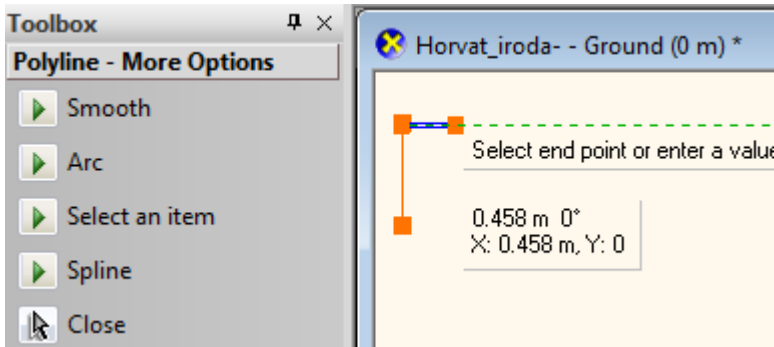 Toolbox
Polyline - More Options
Smooth
Arc
Select an item
Spline
Close
Horvat_iroda- - Ground (0 m) *
Select end point or enter a value
0.458 m 0°
X: 0.458 m, Y: 0